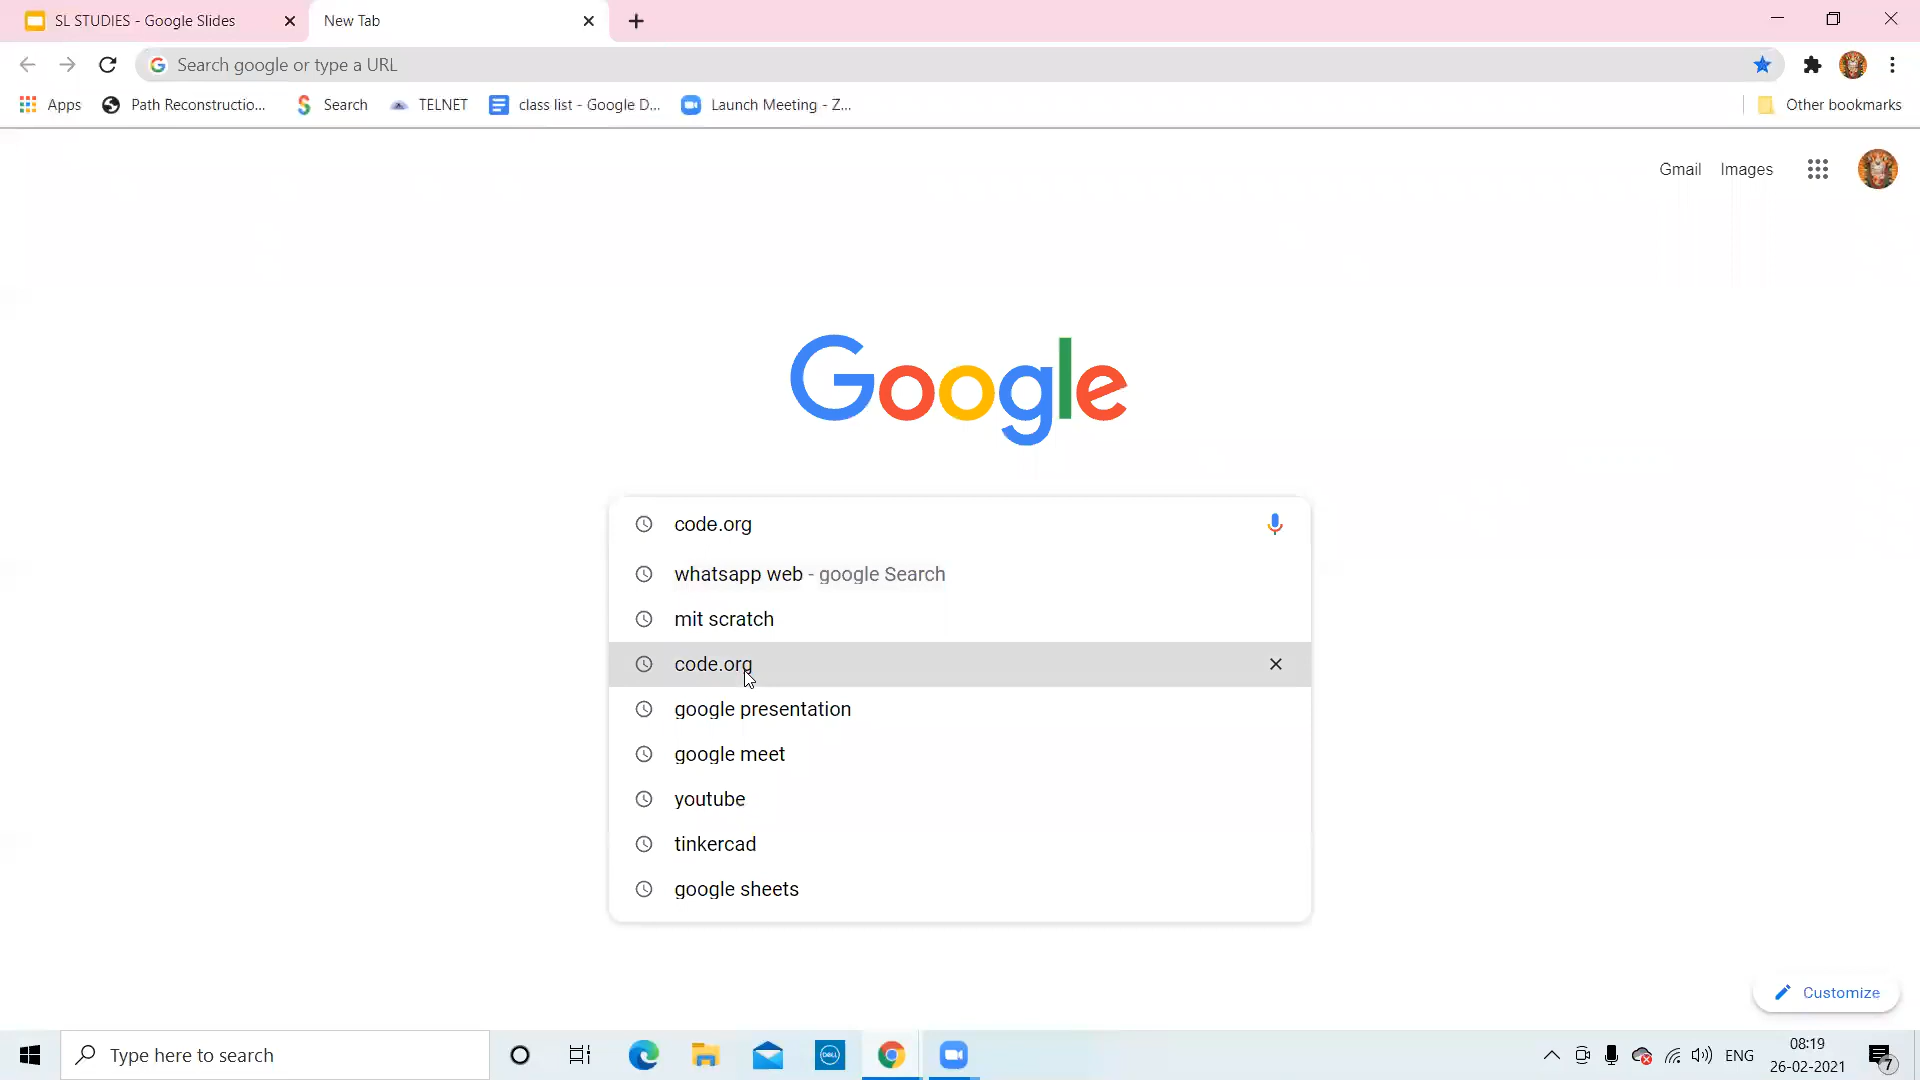 SL STUDIES - Google Slides
New Tab
Search google or type a URL
Apps
Path Reconstructio...
Search
TELNET
class list - Google D...
Launch Meeting - Z...
Other bookmarks
Gmail
Images
Google
code.org
whatsapp web - google Search
mit scratch
code.org
google presentation
google meet
youtube
tinkercad
google sheets
Customize
Type here to search
DELL
ENG
08:19
26-02-2021
7